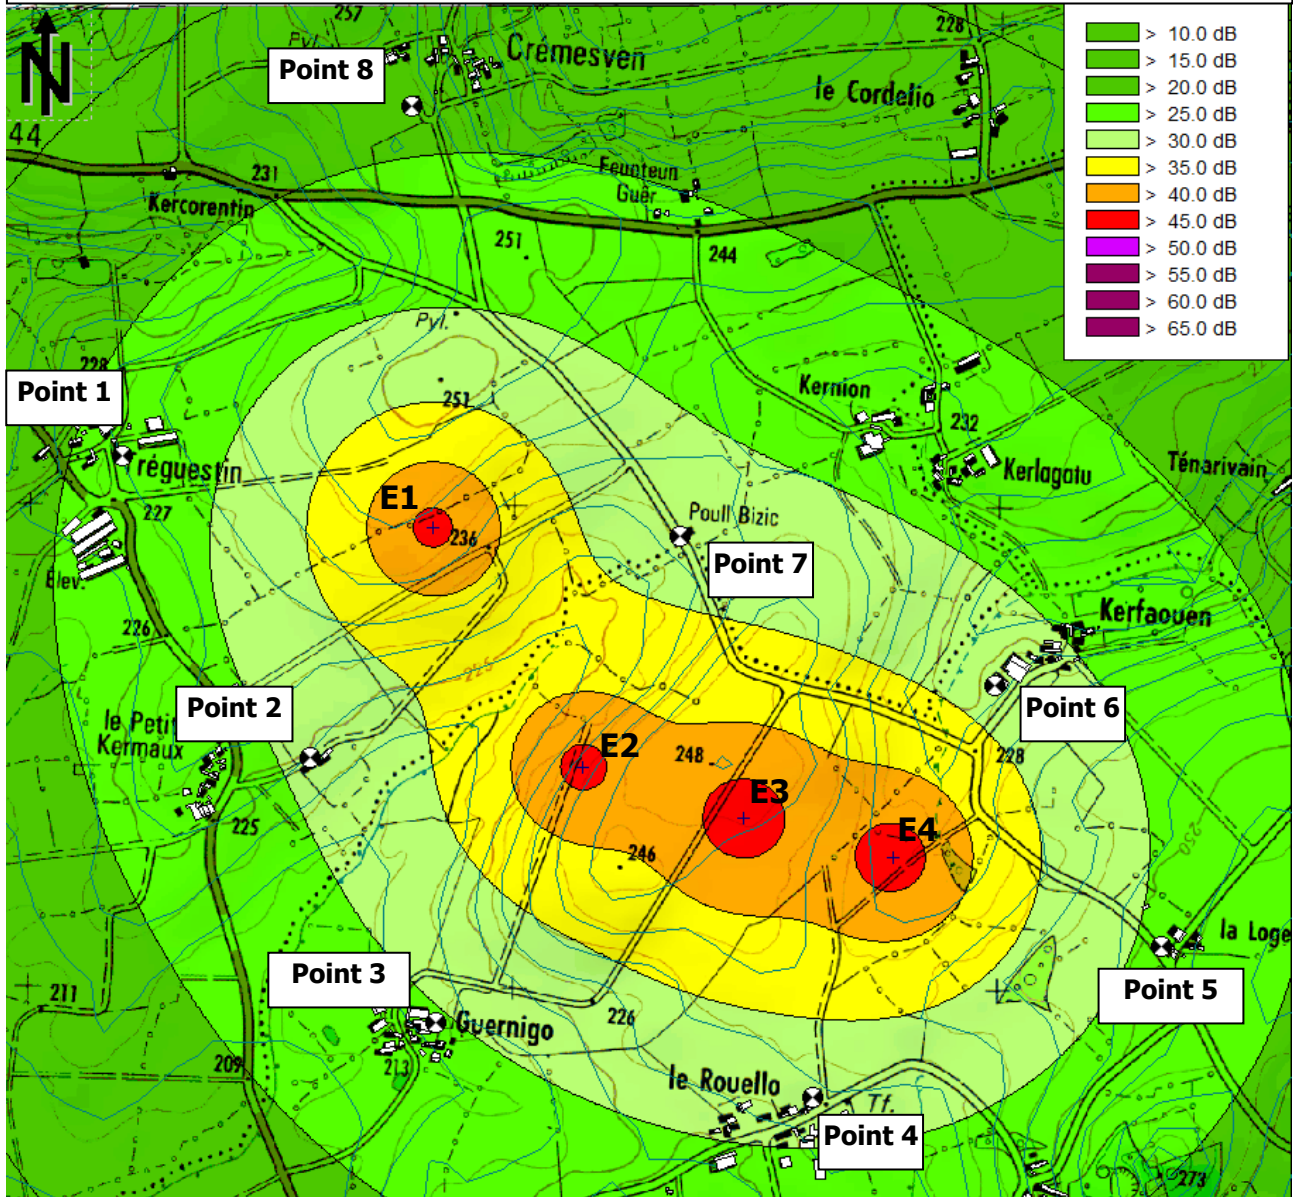 257
228
> 10.0 dB
> 15.0 dB
> 20.0 dB
> 25.0 dB
> 30.0 dB
> 35.0 dB
> 40.0 dB
> 45.0 dB
> 50.0 dB
> 55.0 dB
> 60.0 dB
> 65.0 dB
N
Pyl.
Crémesven
Point 8
le Cordelio
44
231
Feunteun
Guêr
Kercorentin
251
244
Pyl.
228
Point 1
257
Kernion
232
Tréguestin
Kerlagatu
Ténarivain
227
E1
236
Poull Bizic
Point 7
Elev.
226
Kerfaouen
225
Point 2
Point 6
le Petit
Kermaux
E2
248
228
E3
225
E4
246
250
la Loge
Point 3
Point 5
211
226
Guernigo
209
213
le Rouello
Tf.
Point 4
273